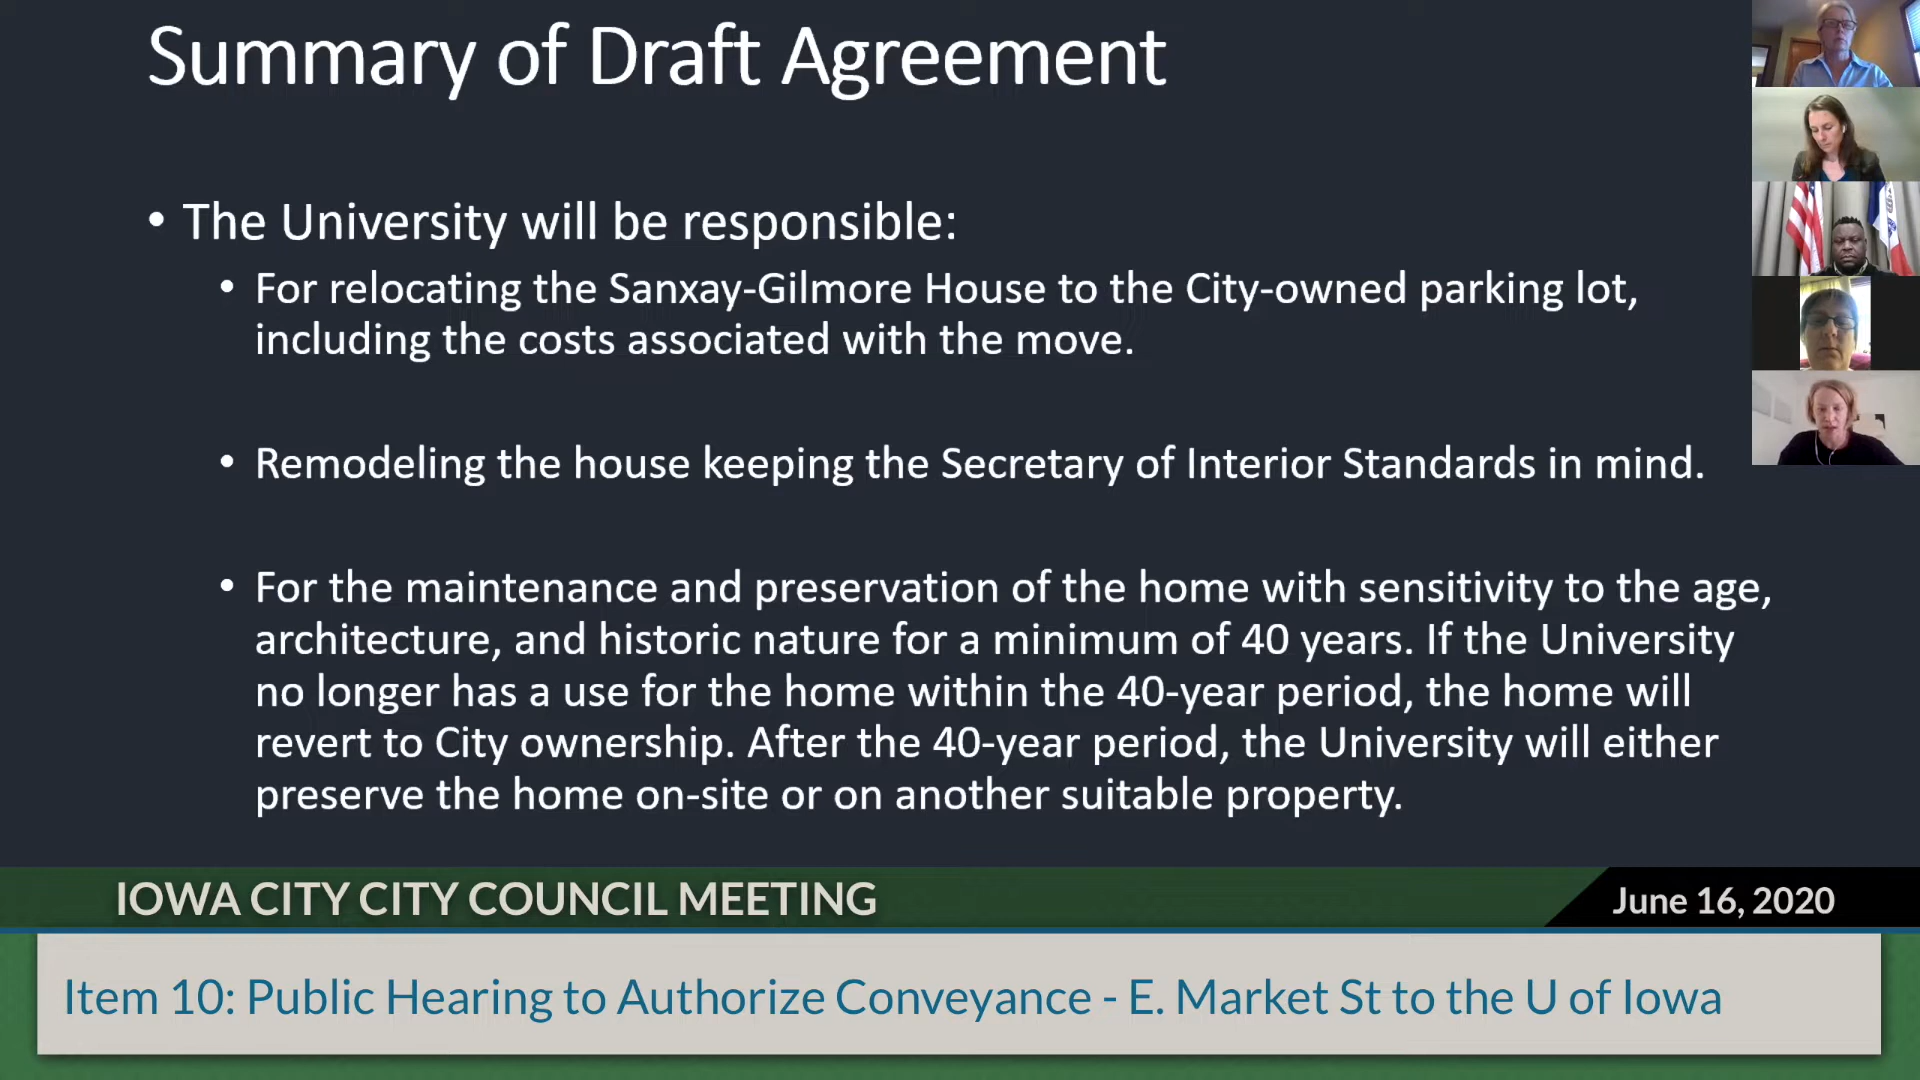 Summary of Draft Agreement
• The University will be responsible:
• For relocating the Sanxay-Gilmore House to the City-owned parking lot,
including the costs associated with the move.
• Remodeling the house keeping the Secretary of Interior Standards in mind.
• For the maintenance and preservation of the home with sensitivity to the age,
architecture, and historic nature for a minimum of 40 years. If the University
no longer has a use for the home within the 40-year period, the home will
revert to City ownership. After the 40-year period, the University will either
preserve the home on-site or on another suitable property.
IOWA CITY CITY COUNCIL MEETING
June 16, 2020
Item 10: Public Hearing to Authorize Conveyance - E. Market St to the U of Iowa